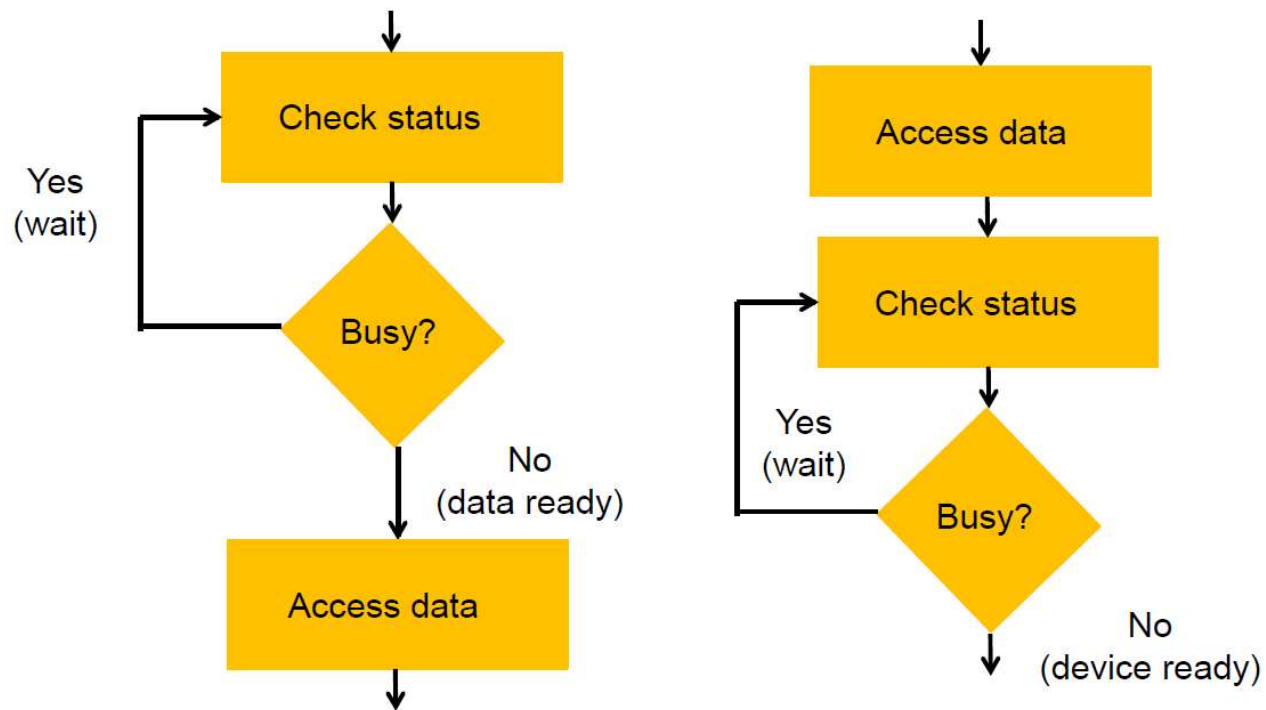 Check status
Yes
(wait)
Busy?
No
(data ready)
Access data
Access data
Check status
Yes
(wait)
Busy?
No
(device ready)